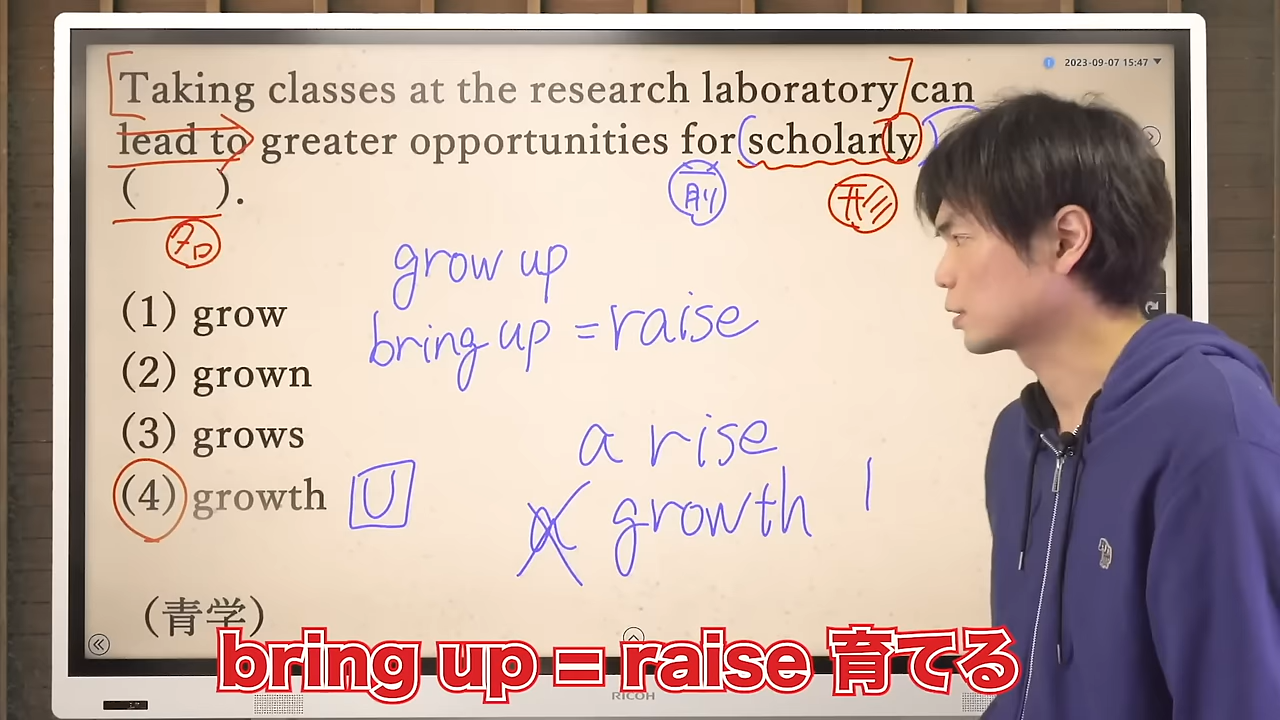 2023-09-07 15:47
Taking classes at the research laboratory can
lead to greater opportunities for scholarly
(     ).
前
形
名
grow up
bring up = raise
(1) grow
(2) grown
(3) grows
(4) growth
U
a rise
a growth
(青学)
bring up = raise 育てる
RICOH